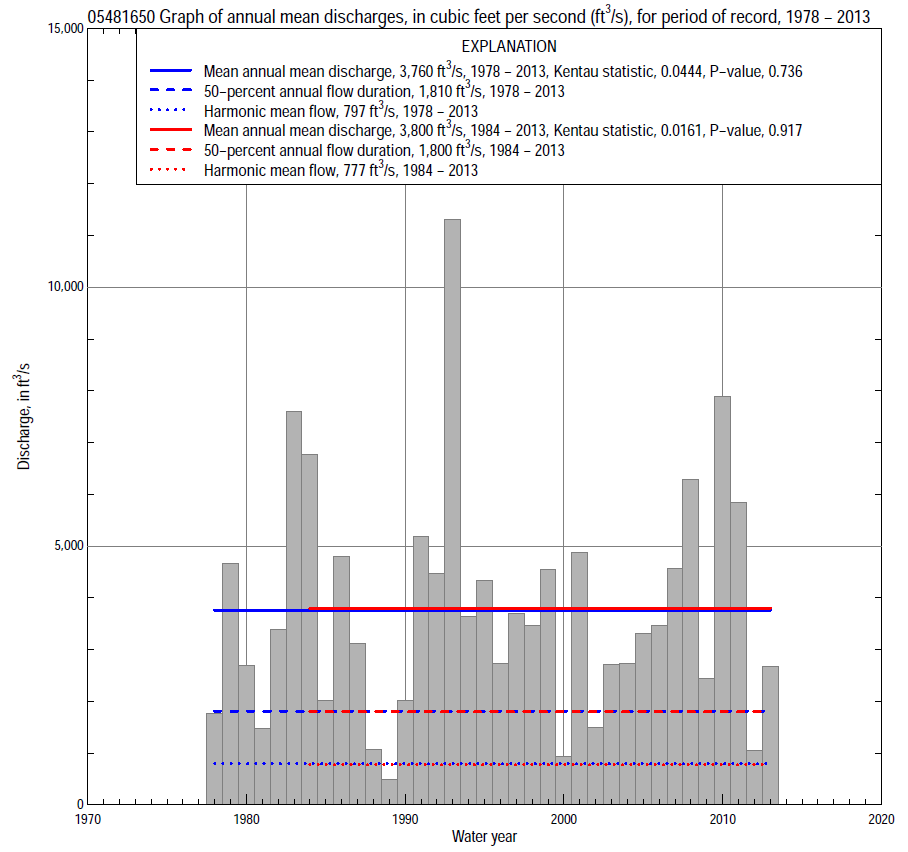 05481650 Graph of annual mean discharges, in cubic feet per second (ft³/s), for period of record, 1978 – 2013
15,000
EXPLANATION
Mean annual mean discharge, 3,760 ft³/s, 1978 – 2013, Kentau statistic, 0.0444, P–value, 0.736
50–percent annual flow duration, 1,810 ft³/s, 1978 – 2013
Harmonic mean flow, 797 ft³/s, 1978 – 2013
Mean annual mean discharge, 3,800 ft³/s, 1984 – 2013, Kentau statistic, 0.0161, P–value, 0.917
50–percent annual flow duration, 1,800 ft³/s, 1984 – 2013
Harmonic mean flow, 777 ft³/s, 1984 – 2013
10,000
Discharge, in ft³/s
5,000
0
1970 1980 1990 2000 2010 2020
Water year